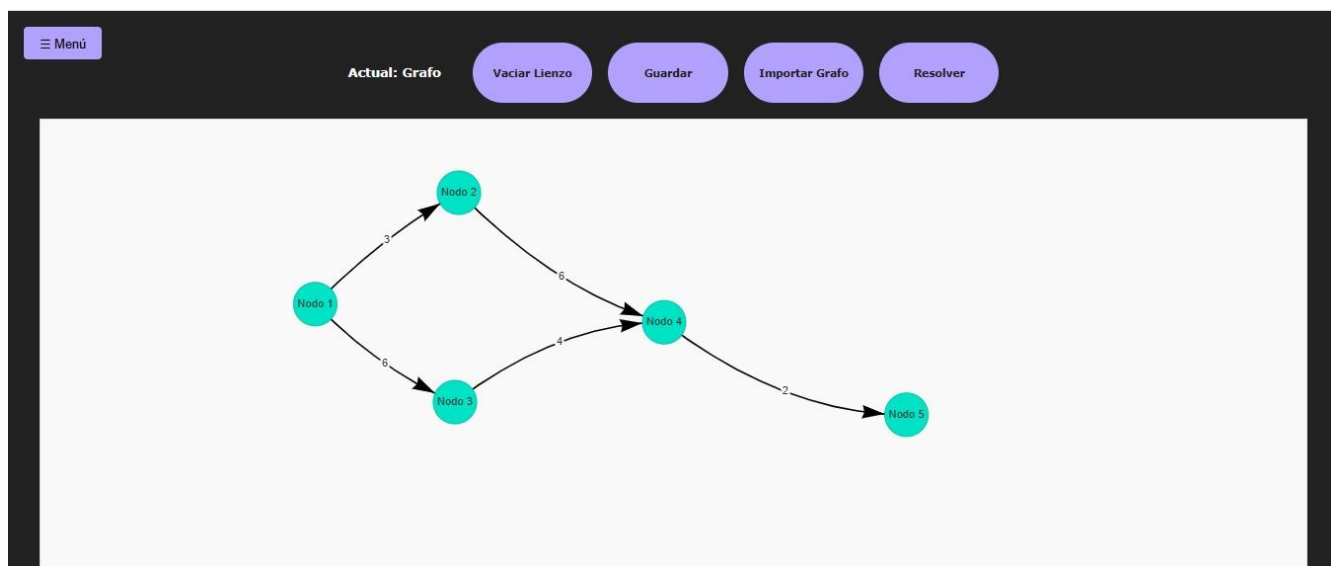 ☰ Menú
Actual: Grafo
Vaciar Lienzo
Guardar
Importar Grafo
Resolver
Nodo 2
3
6
Nodo 1
Nodo 4
4
6
2
Nodo 3
Nodo 5